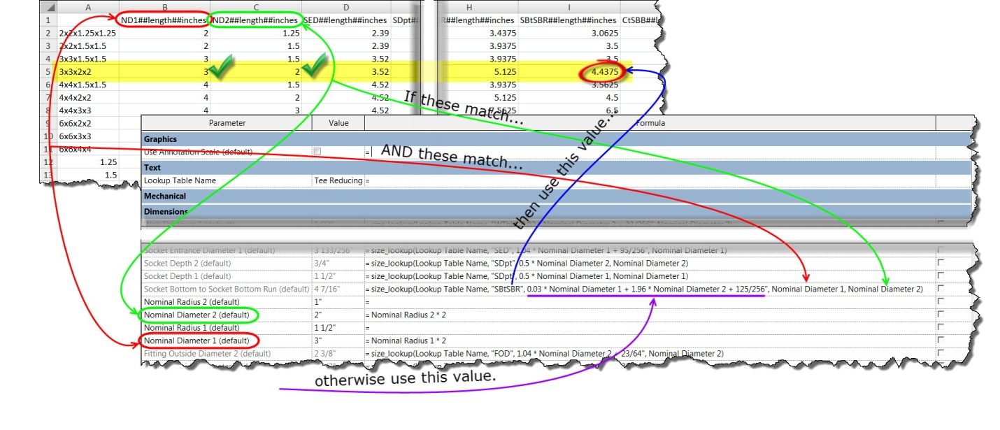 A B C D H I
1 ND1##length##inches ND2##length##inches SED##length##inches SDpt## R##length##inches SBtSBR##length##inches CtSBB##l
2 2x2x1.25x1.25 2 1.25 2.39 3.4375 3.0625
3 2x2x1.5x1.5 2 1.5 2.39 3.9375 3.5
4 3x3x1.5x1.5 3 1.5 3.52 3.9375 3.5
5 3x3x2x2 3 2 3.52 5.125 4.4375
6 4x4x1.5x1.5 4 1.5 4.52 3.9375 3.5625
7 4x4x2x2 4 2 4.52 5.125 4.5
8 4x4x3x3 4 3 4.52 6.5
9 6x6x2x2
10 6x6x3x3
11 6x6x4x4
12 1.25
13 1.5
If these match...
AND these match...
then use this value...
Parameter Value Formula
Graphics
Use Annotation Scale (default) =
Text
Lookup Table Name Tee Reducing =
Mechanical
Dimensions
Socket Entrance Diameter 1 (default) 3 133/256" = size_lookup(Lookup Table Name, "SED", 1.04 * Nominal Diameter 1 + 95/256", Nominal Diameter 1)
Socket Depth 2 (default) 3/4" = size_lookup(Lookup Table Name, "SDpt", 0.5 * Nominal Diameter 2, Nominal Diameter 2)
Socket Depth 1 (default) 1 1/2" = size_lookup(Lookup Table Name, "SDpt", 0.5 * Nominal Diameter 1, Nominal Diameter 1)
Socket Bottom to Socket Bottom Run (default) 4 7/16" = size_lookup(Lookup Table Name, "SBtSBR", 0.03 * Nominal Diameter 1 + 1.96 * Nominal Diameter 2 + 125/256", Nominal Diameter 1, Nominal Diameter 2)
Nominal Radius 2 (default) 1" =
Nominal Diameter 2 (default) 2" = Nominal Radius 2 * 2
Nominal Radius 1 (default) 1 1/2" =
Nominal Diameter 1 (default) 3" = Nominal Radius 1 * 2
Fitting Outside Diameter 2 (default) 2 3/8" = size_lookup(Lookup Table Name, "FOD", 1.04 * Nominal Diameter 2 + 23/64", Nominal Diameter 2)
otherwise use this value.